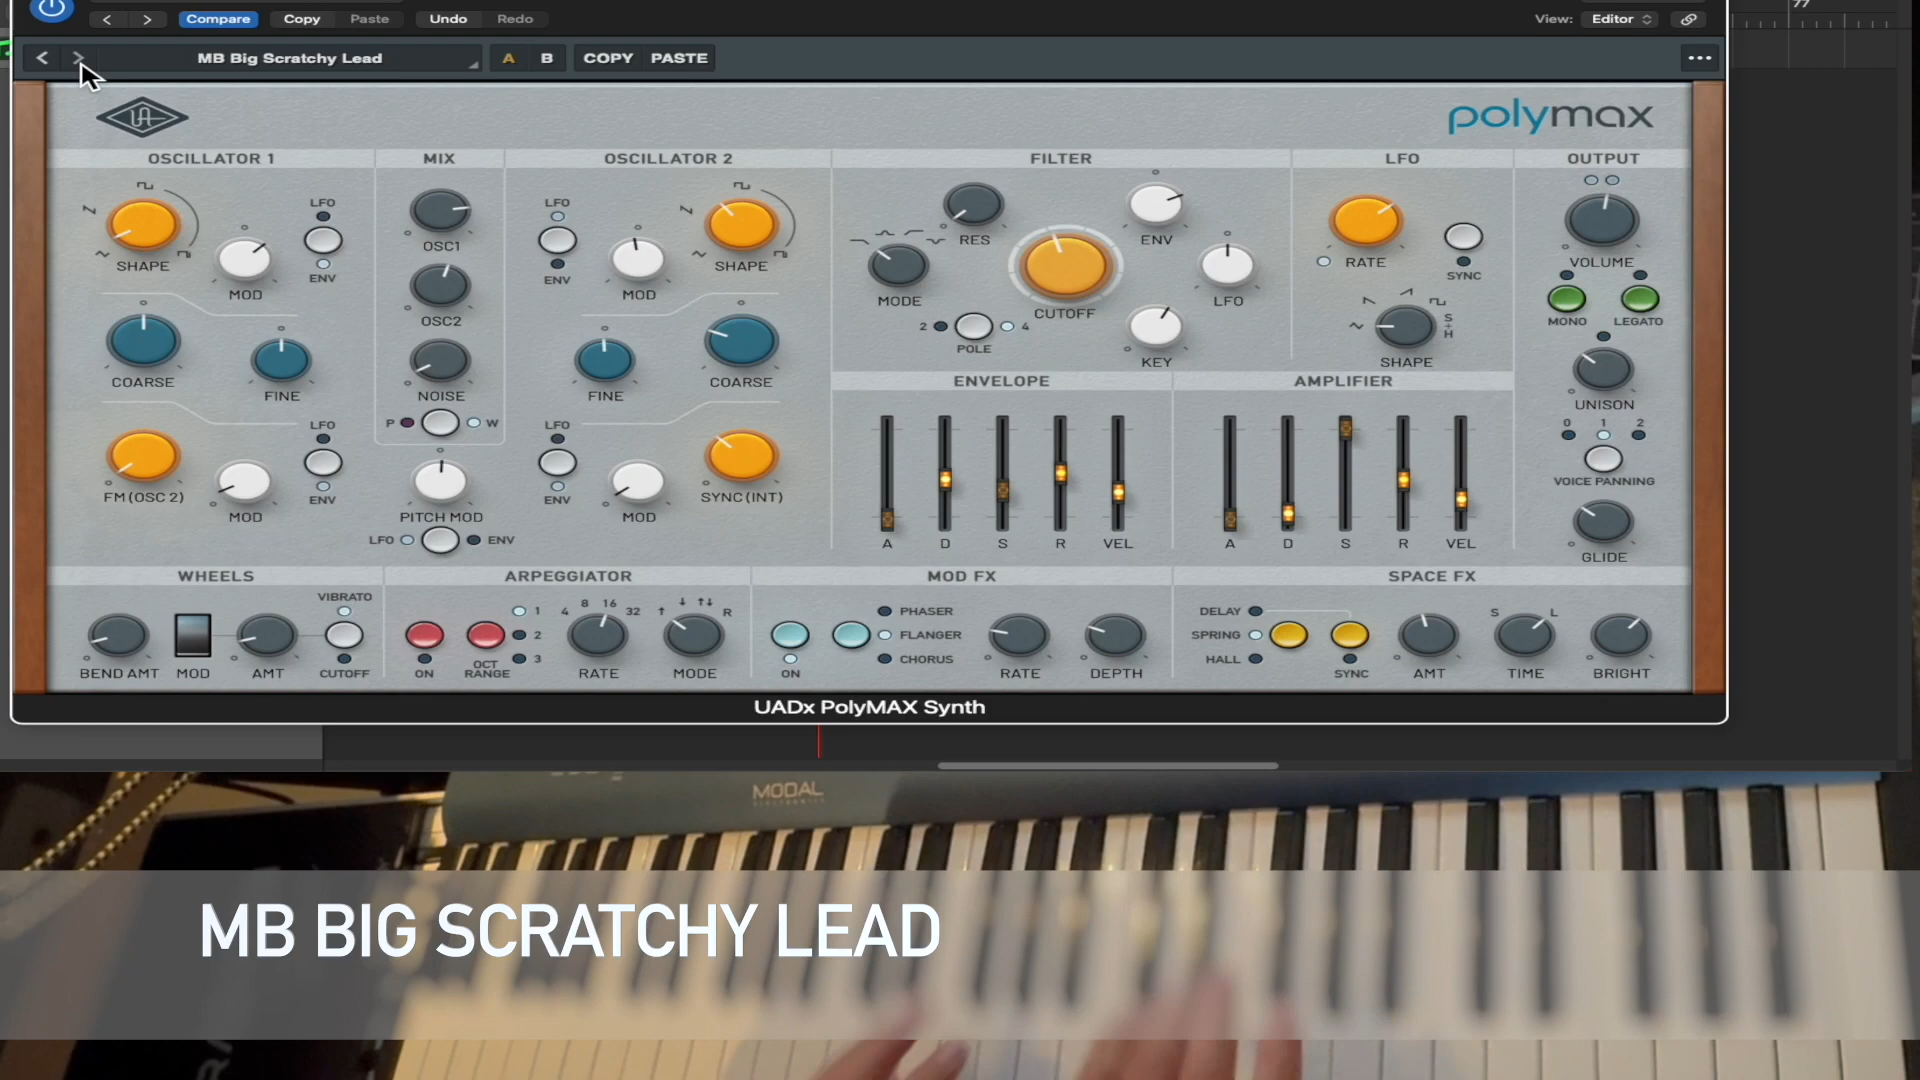 77
< > Compare Copy Paste Undo Redo View: Editor
< > MB Big Scratchy Lead A B COPY PASTE ...
UA polymax
OSCILLATOR 1 MIX OSCILLATOR 2 FILTER LFO OUTPUT
LFO LFO
SHAPE MOD ENV OSC1 ENV MOD SHAPE
RES ENV MODE CUTOFF LFO
RATE SYNC VOLUME
OSC2
2 4 POLE KEY
S+H SHAPE
MONO LEGATO
COARSE FINE NOISE FINE COARSE
ENVELOPE AMPLIFIER
UNISON
P W
LFO LFO
0 1 2
FM (OSC 2) MOD ENV PITCH MOD ENV MOD SYNC (INT)
VOICE PANNING
LFO ENV
A D S R VEL A D S R VEL
GLIDE
WHEELS ARPEGGIATOR MOD FX SPACE FX
VIBRATO
1 4 8 16 32 R
2
3
PHASER
FLANGER
CHORUS
DELAY
SPRING
HALL
S L
BEND AMT MOD AMT CUTOFF ON OCT RANGE RATE MODE ON RATE DEPTH SYNC AMT TIME BRIGHT
UADx PolyMAX Synth
MODAL
ELECTRONICS
MB BIG SCRATCHY LEAD